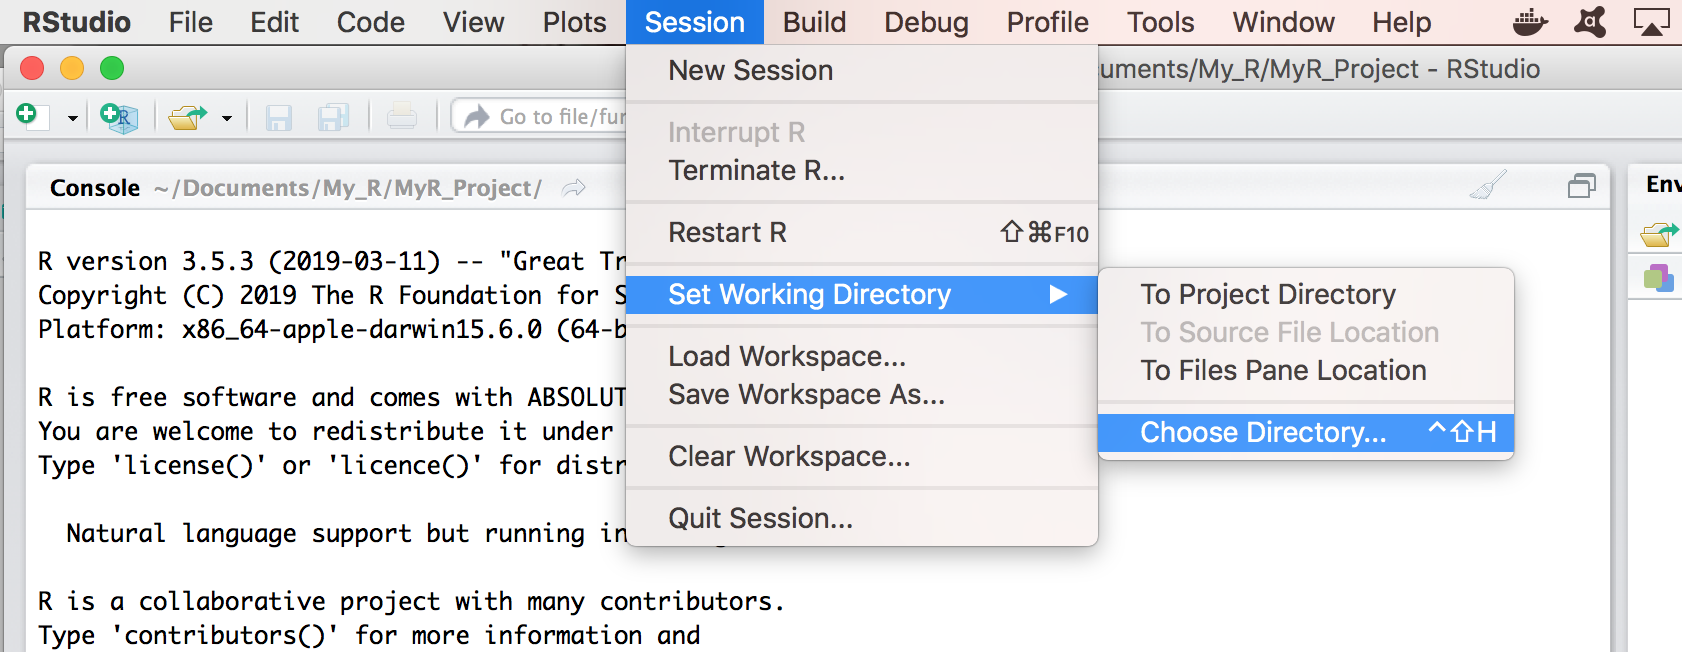 RStudio File Edit Code View Plots Session Build Debug Profile Tools Window Help
uments/My_R/MyR_Project - RStudio
Go to file/fun
Console ~/Documents/My_R/MyR_Project/
Env
R version 3.5.3 (2019-03-11) -- "Great Tr
Copyright (C) 2019 The R Foundation for S
Platform: x86_64-apple-darwin15.6.0 (64-b
R is free software and comes with ABSOLUT
You are welcome to redistribute it under
Type 'license()' or 'licence()' for distr
Natural language support but running in
R is a collaborative project with many contributors.
Type 'contributors()' for more information and
New Session
Interrupt R
Terminate R...
Restart R ⇧⌘F10
Set Working Directory ▶
Load Workspace...
Save Workspace As...
Clear Workspace...
Quit Session...
To Project Directory
To Source File Location
To Files Pane Location
Choose Directory... ^⇧H